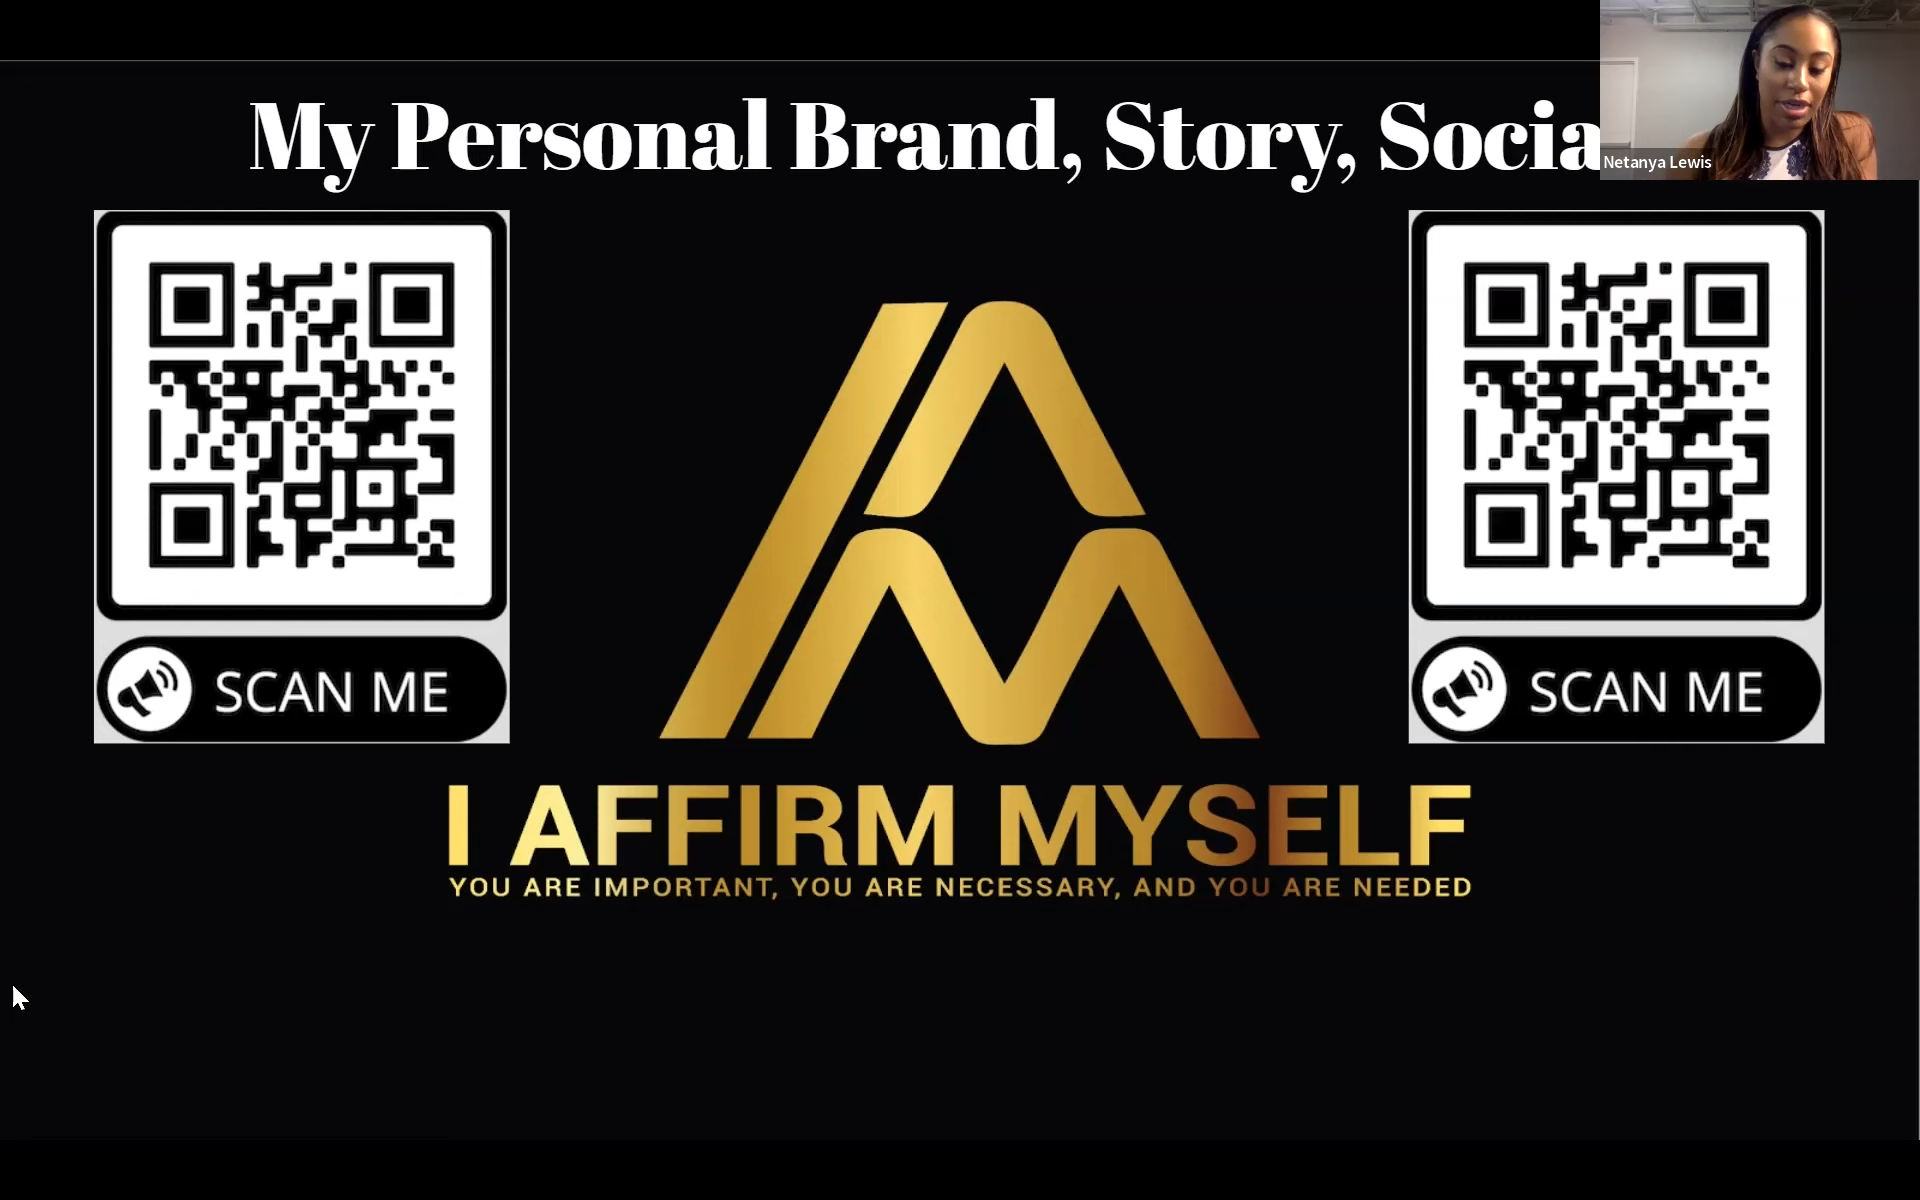 My Personal Brand, Story, Socia
Netanya Lewis
SCAN ME
SCAN ME
I AFFIRM MYSELF
YOU ARE IMPORTANT, YOU ARE NECESSARY, AND YOU ARE NEEDED